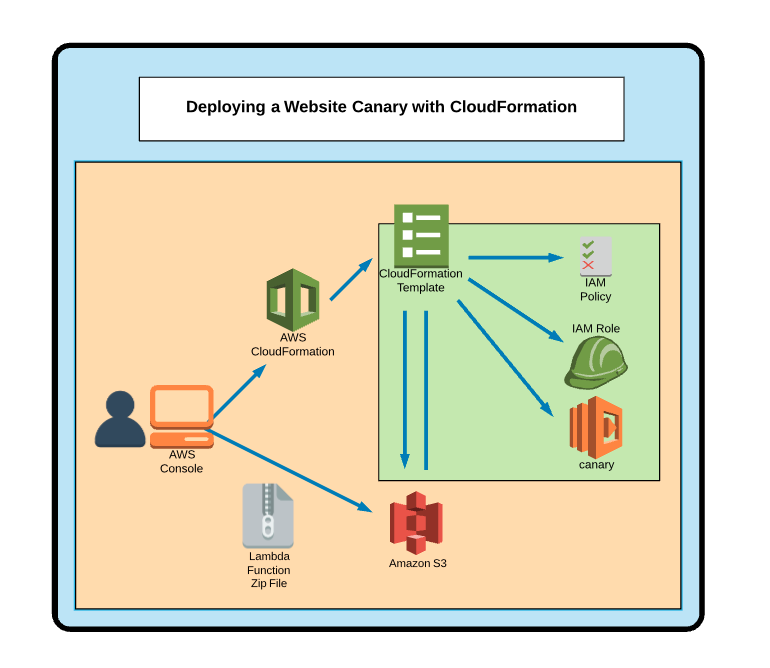 Deploying a Website Canary with CloudFormation
CloudFormation
Template
IAM
Policy
IAM Role
AWS
CloudFormation
canary
AWS
Console
Lambda
Function
Zip File
Amazon S3